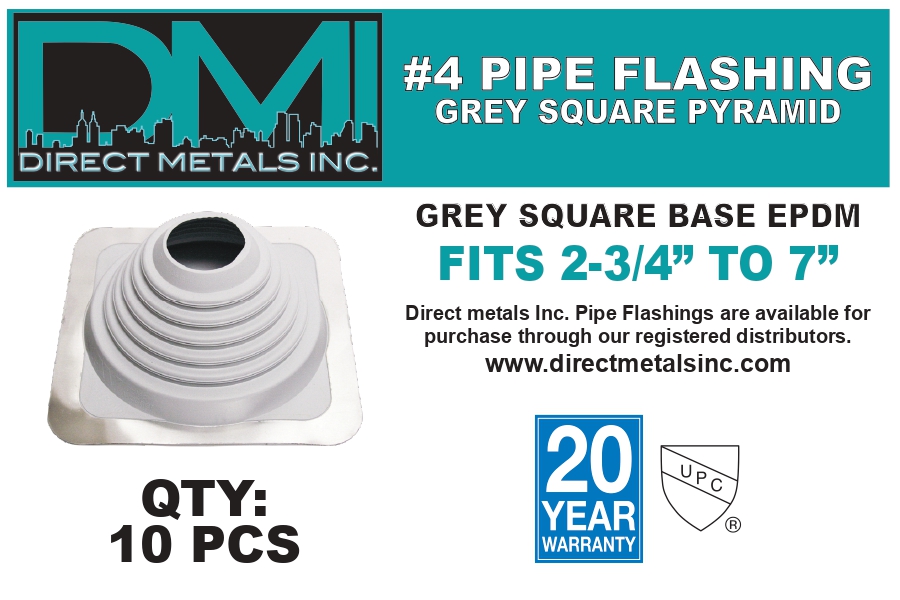 DMI
DIRECT METALS INC.
#4 PIPE FLASHING
GREY SQUARE PYRAMID
GREY SQUARE BASE EPDM
FITS 2-3/4” TO 7”
Direct metals Inc. Pipe Flashings are available for
purchase through our registered distributors.
www.directmetalsinc.com
QTY:
10 PCS
20
YEAR
WARRANTY
UPC
®